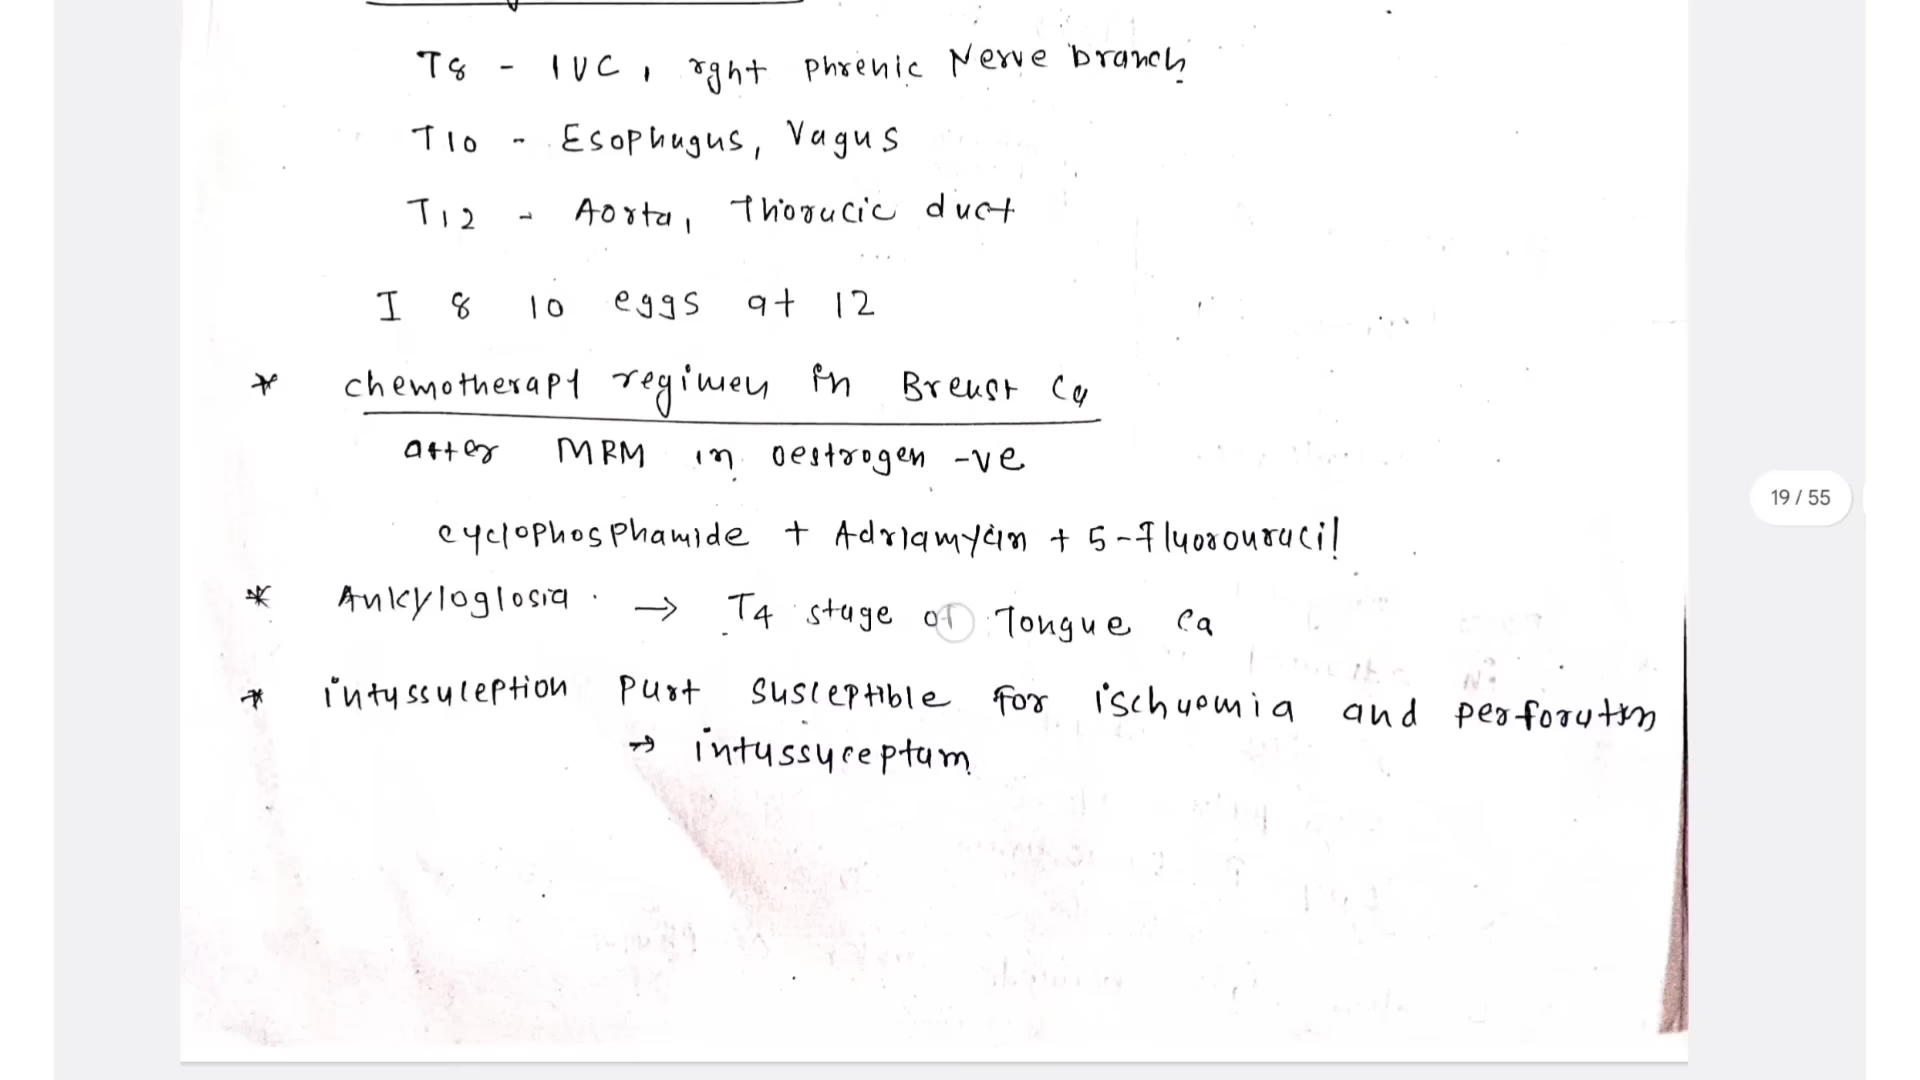 T8 - IVC, rght phrenic Nerve branch
T10 - Esophagus, Vagus
T12 - Aorta, Thoracic duct
I 8 10 eggs at 12
* chemotherapy regimen in Breast Ca
after MRM in oestrogen -ve
cyclophosphamide + Adriamycin + 5-fluorouracil
* Ankyloglosia → T4 stage of Tongue Ca
* intussuception part susceptible for ischaemia and perforation
→ intussuceptum
19 / 55